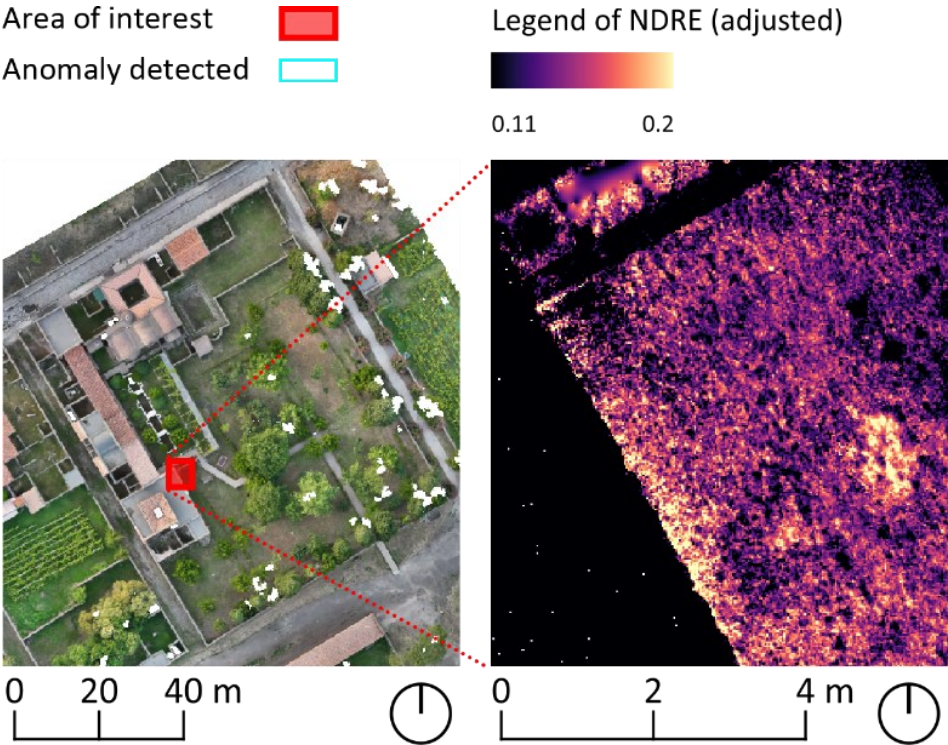 Area of interest
Anomaly detected
Legend of NDRE (adjusted)
0.11 0.2
0 20 40 m
0 2 4 m